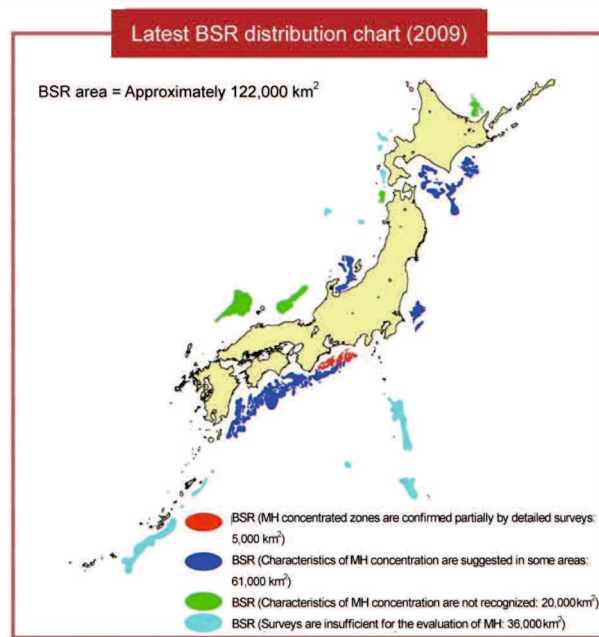 Latest BSR distribution chart (2009)
BSR area = Approximately 122,000 km²
BSR (MH concentrated zones are confirmed partially by detailed surveys:
5,000 km²)
BSR (Characteristics of MH concentration are suggested in some areas:
61,000 km²)
BSR (Characteristics of MH concentration are not recognized: 20,000km²)
BSR (Surveys are insufficient for the evaluation of MH: 36,000km²)